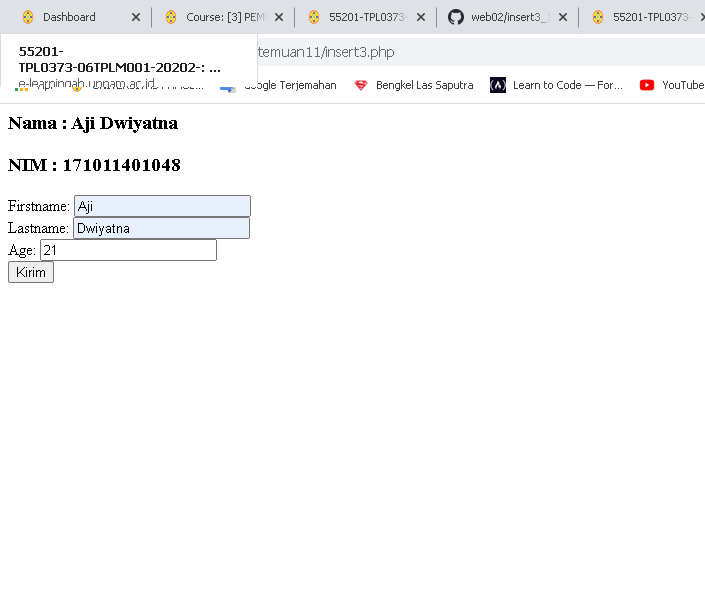 Dashboard
Course: [3] PEM
55201-TPL0373-
web02/insert3_
55201-TPL0373-
55201-
TPL0373-06TPLM001-20202-: ...
temuan11/insert3.php
e-learningah.unpam.ac.id
Google Terjemahan
Bengkel Las Saputra
Learn to Code — For...
YouTube
Nama : Aji Dwiyatna
NIM : 171011401048
Firstname: Aji
Lastname: Dwiyatna
Age: 21
Kirim